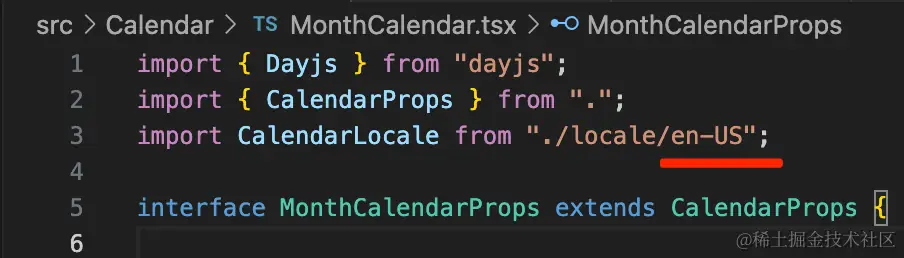 src > Calendar > TS MonthCalendar.tsx > MonthCalendarProps
1 import { Dayjs } from "dayjs";
2 import { CalendarProps } from ".";
3 import CalendarLocale from "./locale/en-US";
4
5 interface MonthCalendarProps extends CalendarProps {
6
@稀土掘金技术社区